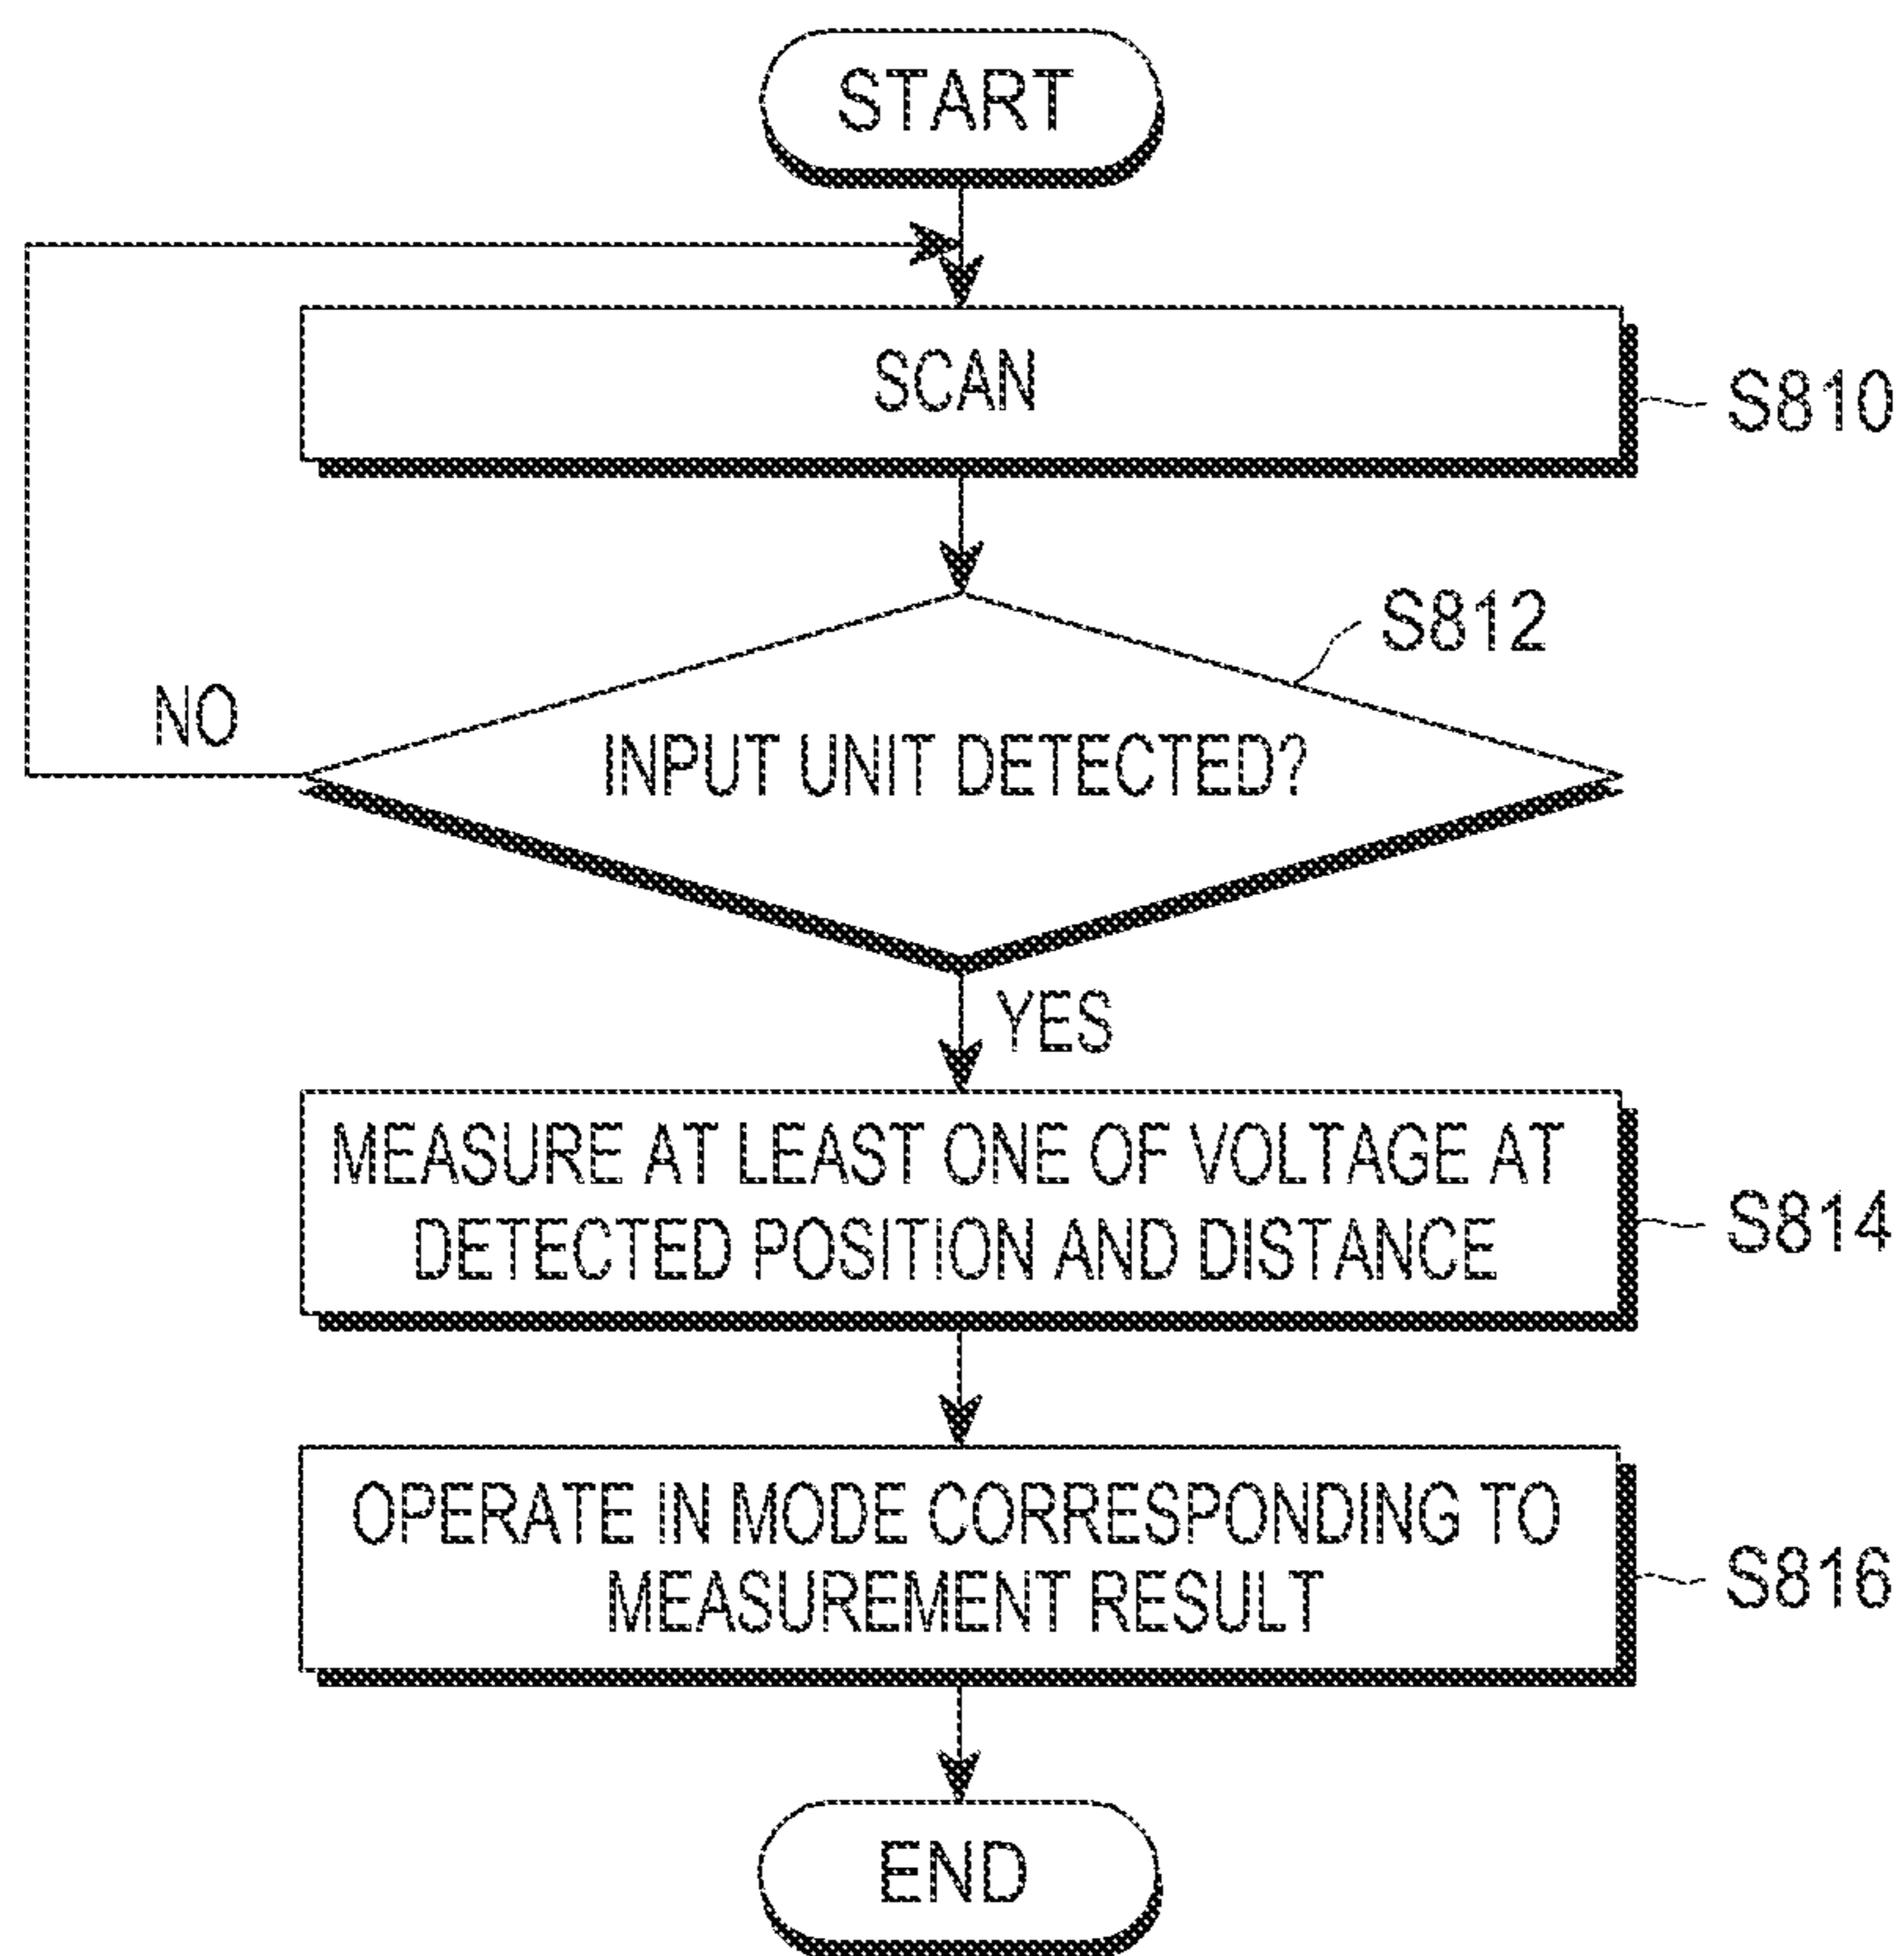 START
SCAN
S810
S812
INPUT UNIT DETECTED?
NO
YES
MEASURE AT LEAST ONE OF VOLTAGE AT
DETECTED POSITION AND DISTANCE
S814
OPERATE IN MODE CORRESPONDING TO
MEASUREMENT RESULT
S816
END